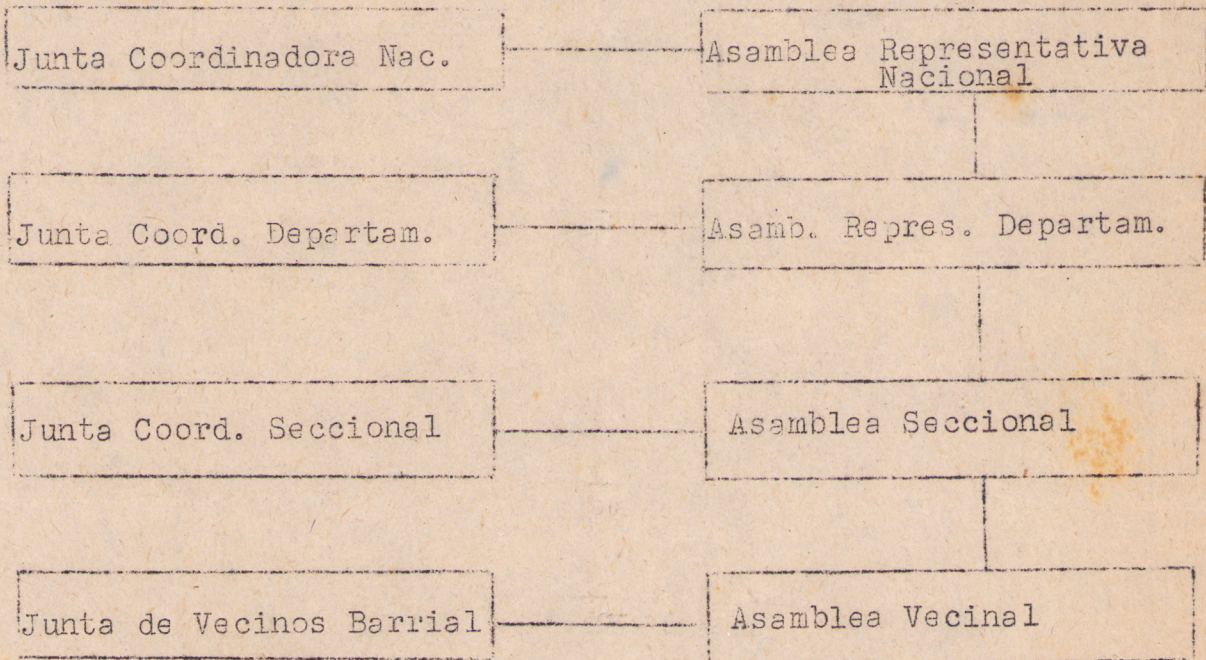 Junta Coordinadora Nac.
Asamblea Representativa
Nacional
Junta Coord. Departam.
Asamb. Repres. Departam.
Junta Coord. Seccional
Asamblea Seccional
Junta de Vecinos Barrial
Asamblea Vecinal